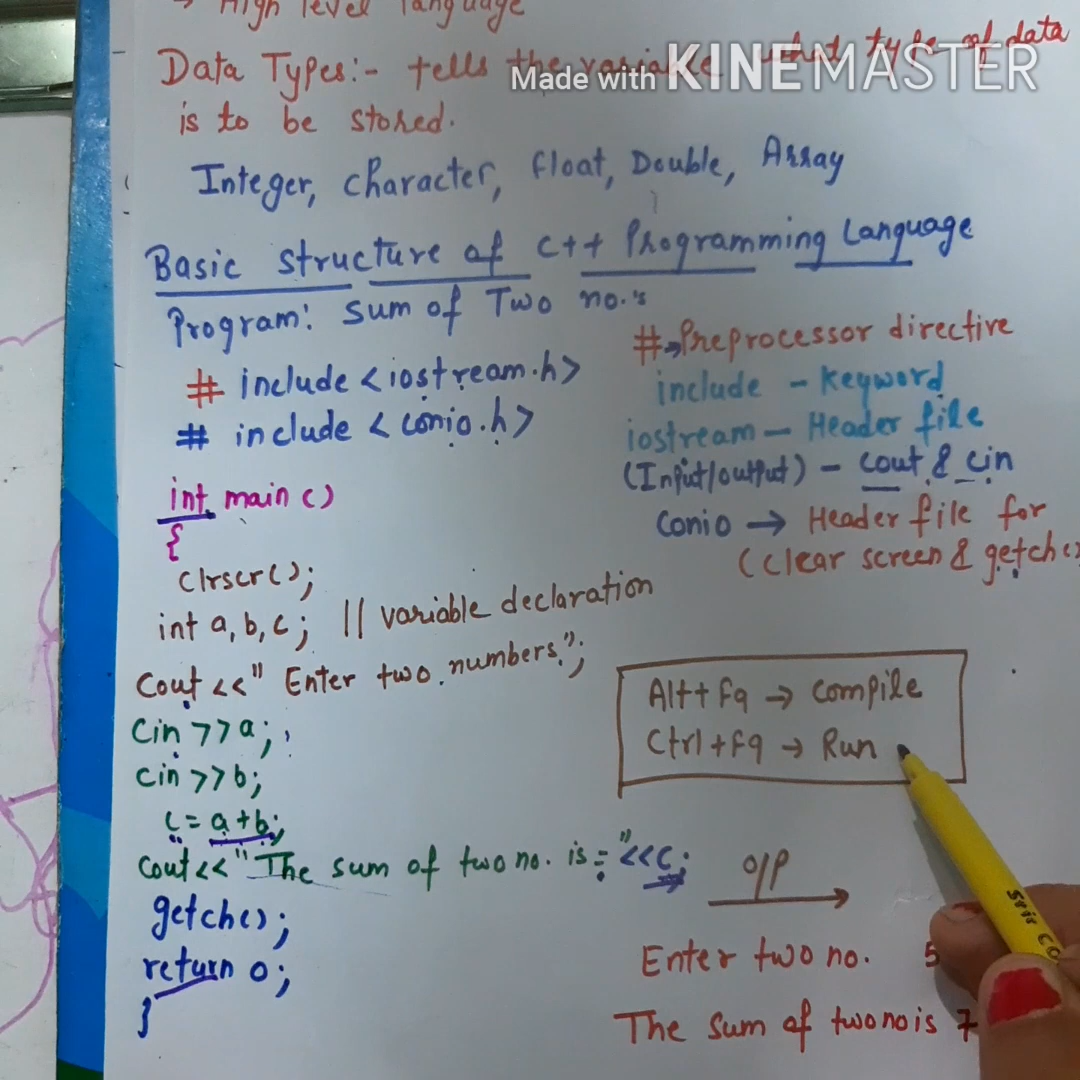 → High level language
Made with KINEMASTER
Data Types:- tells the variable what type of data
is to be stored.
Integer, character, float, Double, Array
Basic structure of C++ Programming Language
Program: Sum of Two no.'s
# include <iostream.h>
# include <conio.h>
int main ()
{
clrscr();
int a, b, c; // variable declaration
Cout <<" Enter two numbers.";
Cin >>a;
Cin >>b;
c = a+b;
Cout<<"The sum of two no. is ="<<c;
getch();
return 0;
}
#→Preprocessor directive
include - Keyword
iostream - Header file
(Input/output) - cout & cin
Conio → Header file for
(clear screen & getch()
Alt+F9 → Compile
Ctrl+F9 → Run
O/P
Enter two no. 5
The sum of two no is 7